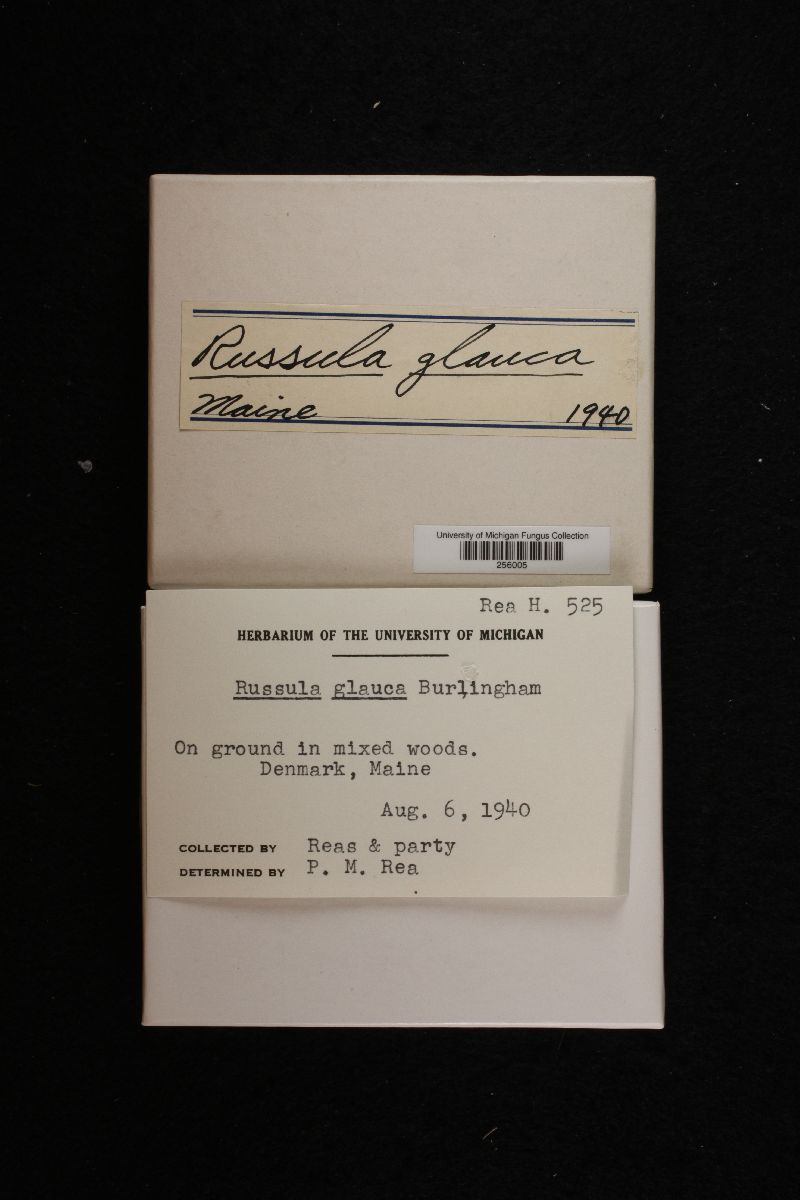 Russula glauca
Maine 1940
University of Michigan Fungus Collection
256005
Rea H. 525
HERBARIUM OF THE UNIVERSITY OF MICHIGAN
Russula glauca Burlingham
On ground in mixed woods.
Denmark, Maine
Aug. 6, 1940
COLLECTED BY Reas & party
DETERMINED BY P. M. Rea